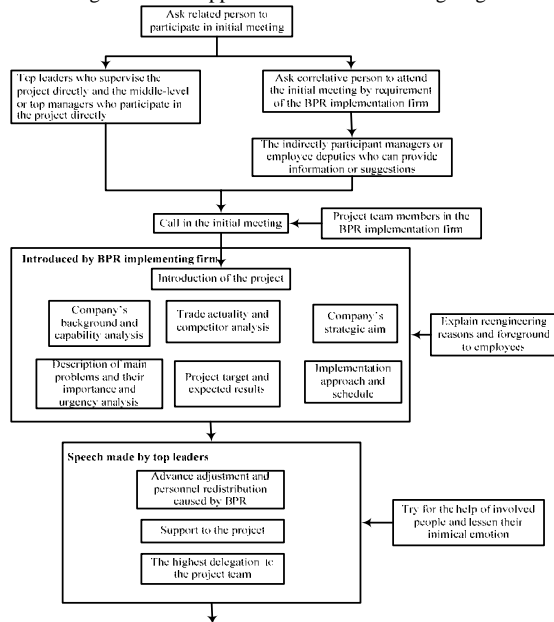 Ask related person to
participate in initial meeting
Top leaders who supervise the
project directly and the middle-level
or top managers who participate in
the project directly
Ask correlative person to attend
the initial meeting by requirement
of the BPR implementation firm
The indirectly participant managers or
employee deputies who can provide
information or suggestions
Call in the initial meeting
Project team members in the
BPR implementation firm
Introduced by BPR implementing firm
Introduction of the project
Company's
background and
capability analysis
Trade actuality and
competitor analysis
Company's
strategic aim
Explain reengineering
reasons and foreground
to employees
Description of main
problems and their
importance and
urgency analysis
Project target and
expected results
Implementation
approach and
schedule
Speech made by top leaders
Advance adjustment and
personnel redistribution
caused by BPR
Support to the project
The highest delegation to
the project team
Try for the help of involved
people and lessen their
inimical emotion